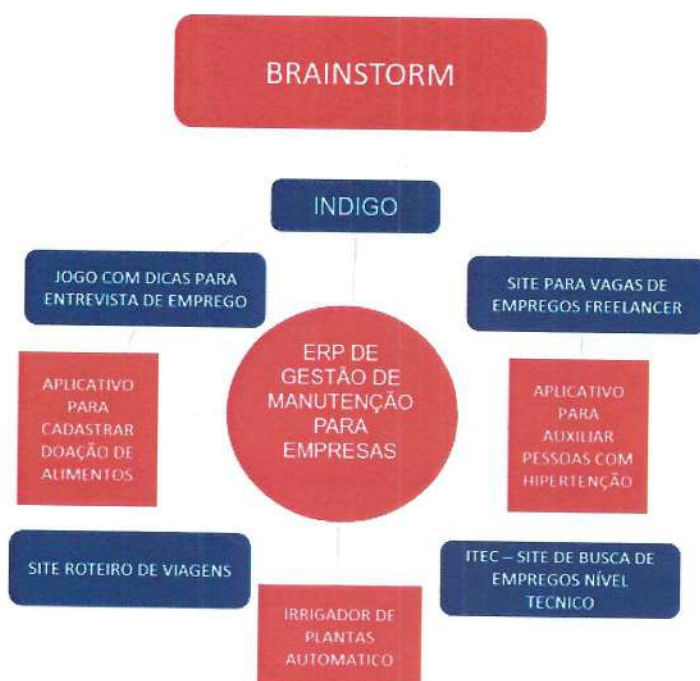 BRAINSTORM
INDIGO
JOGO COM DICAS PARA
ENTREVISTA DE EMPREGO
SITE PARA VAGAS DE
EMPREGOS FREELANCER
ERP DE
GESTÃO DE
MANUTENÇÃO
PARA
EMPRESAS
APLICATIVO
PARA
CADASTRAR
DOAÇÃO DE
ALIMENTOS
APLICATIVO
PARA
AUXILIAR
PESSOAS COM
HIPERTENÇÃO
SITE ROTEIRO DE VIAGENS
ITEC – SITE DE BUSCA DE
EMPREGOS NÍVEL
TECNICO
IRRIGADOR DE
PLANTAS
AUTOMATICO